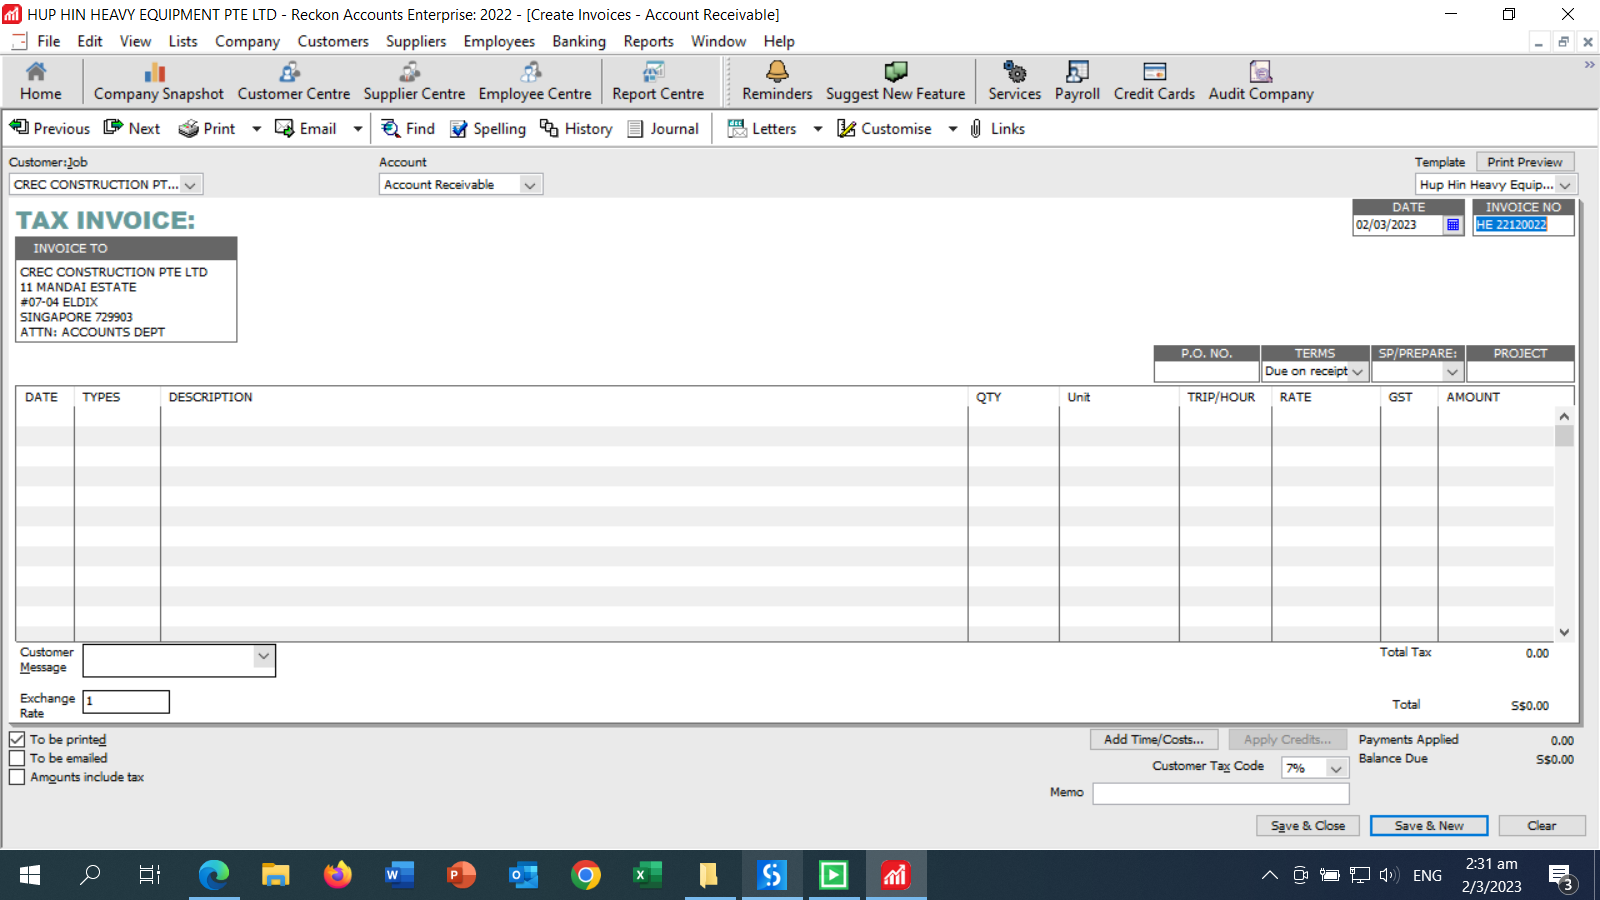 HUP HIN HEAVY EQUIPMENT PTE LTD - Reckon Accounts Enterprise: 2022 - [Create Invoices - Account Receivable]
File Edit View Lists Company Customers Suppliers Employees Banking Reports Window Help
Home Company Snapshot Customer Centre Supplier Centre Employee Centre Report Centre Reminders Suggest New Feature Services Payroll Credit Cards Audit Company
Previous Next Print Email Find Spelling History Journal Letters Customise Links
Customer:Job Account Template Print Preview
CREC CONSTRUCTION PT... Account Receivable Hup Hin Heavy Equip...
TAX INVOICE: DATE INVOICE NO
02/03/2023 HE 22120022
INVOICE TO
CREC CONSTRUCTION PTE LTD
11 MANDAI ESTATE
#07-04 ELDIX
SINGAPORE 729903
ATTN: ACCOUNTS DEPT
P.O. NO. TERMS SP/PREPARE: PROJECT
Due on receipt
DATE TYPES DESCRIPTION QTY Unit TRIP/HOUR RATE GST AMOUNT
Customer Message Total Tax 0.00
Exchange Rate 1 Total S$0.00
To be printed Add Time/Costs... Apply Credits... Payments Applied 0.00
To be emailed Customer Tax Code 7% Balance Due S$0.00
Amounts include tax
Memo
Save & Close Save & New Clear
ENG 2:31 am
2/3/2023 3